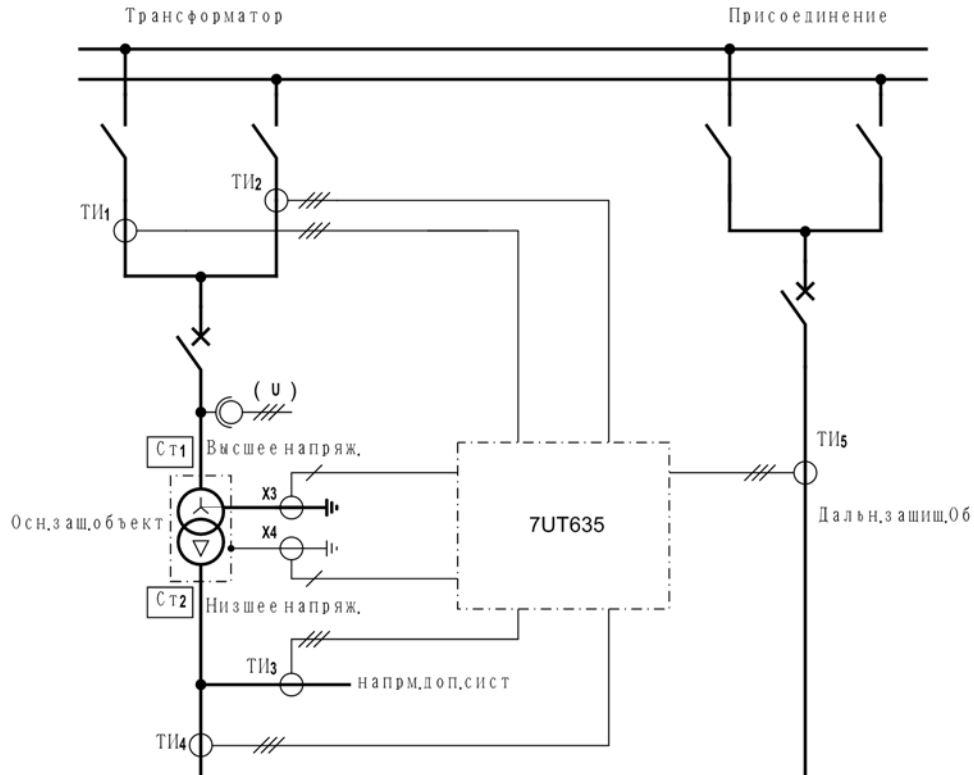 Трансформатор
Присоединение
ТИ2
ТИ1
( U )
ТИ5
Ст1
Высшее напряж.
X3
Осн.защ.объект
X4
7UT635
Дальн.зашищ.Об
Ст2
Низшее напряж.
ТИ3
напрм.доп.сист
ТИ4